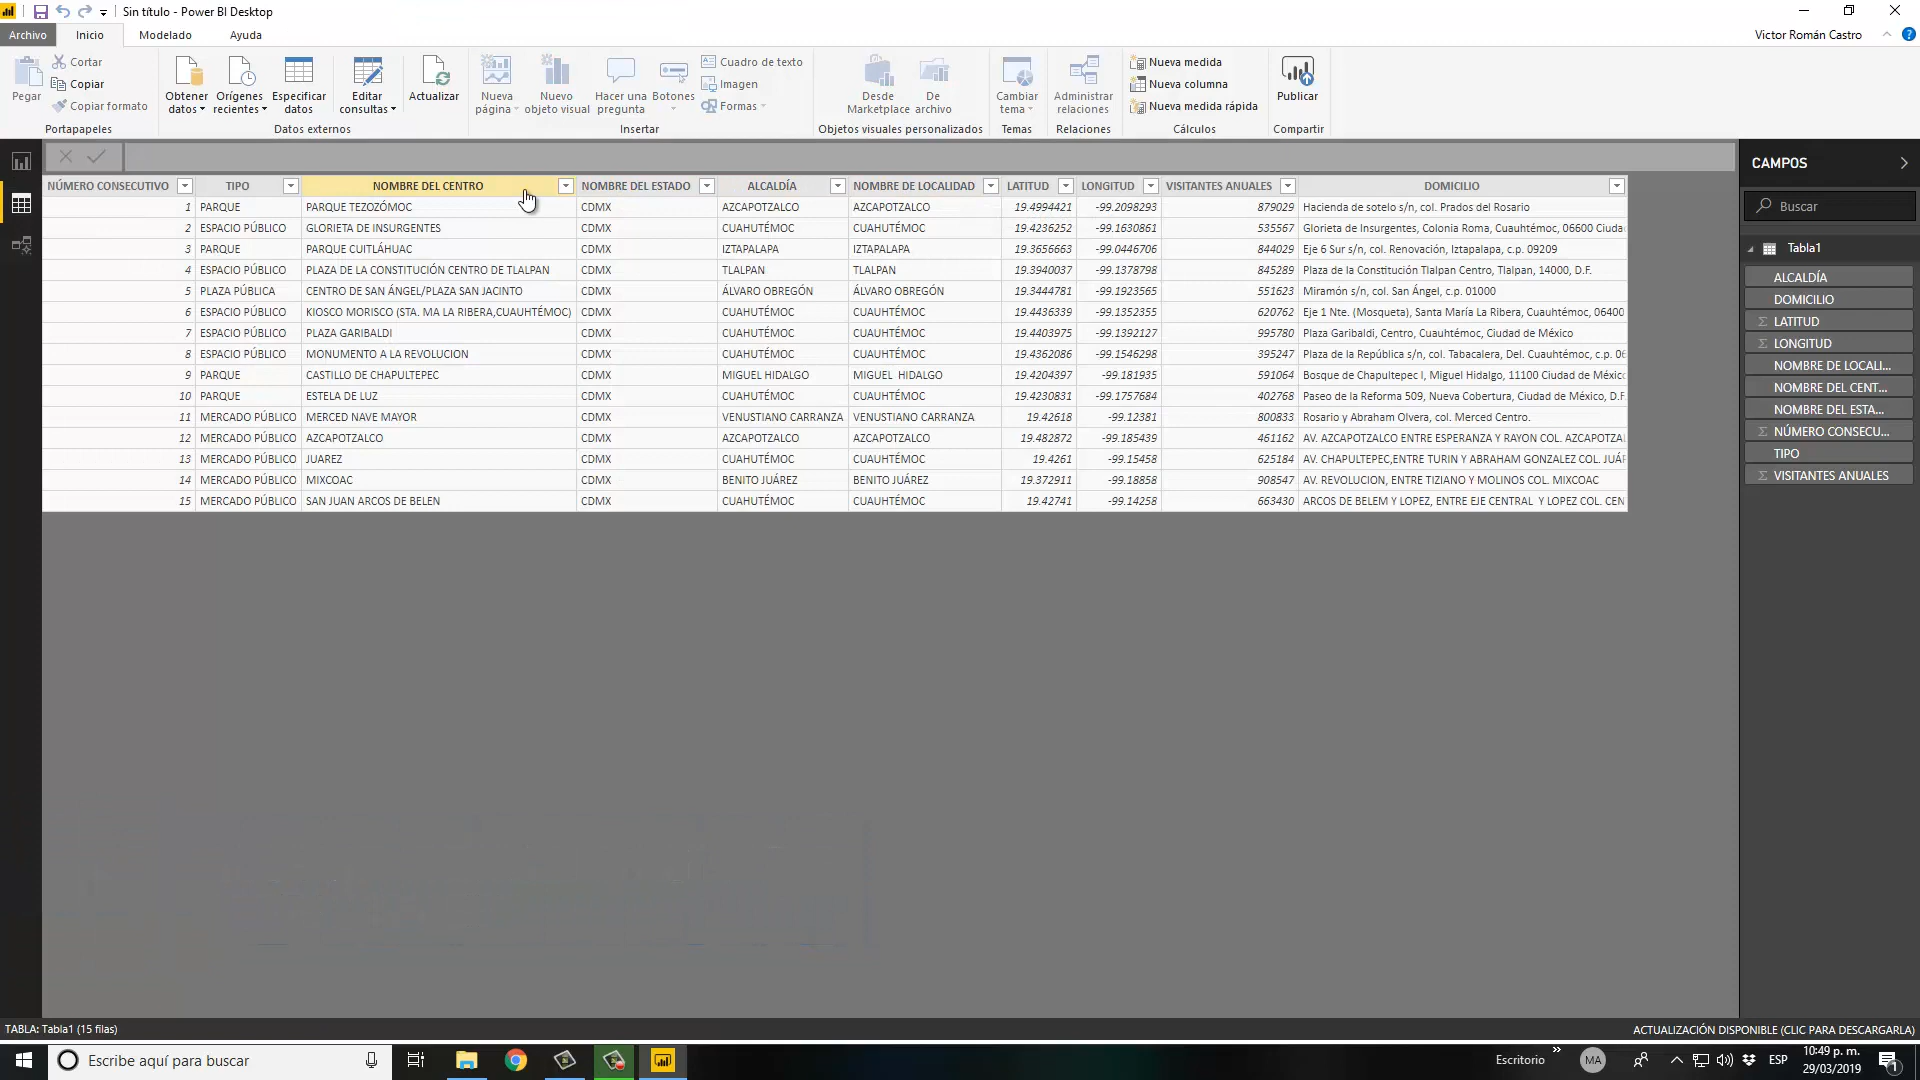 Sin título - Power BI Desktop
Archivo Inicio Modelado Ayuda Victor Román Castro
Pegar Cortar Copiar Copiar formato
Obtener datos Orígenes recientes Especificar datos Editar consultas Actualizar
Nueva página Nuevo objeto visual Hacer una pregunta Botones Cuadro de texto Imagen Formas
Desde Marketplace De archivo Cambiar tema Administrar relaciones
Nueva medida Nueva columna Nueva medida rápida Publicar
Portapapeles Datos externos Insertar Objetos visuales personalizados Temas Relaciones Cálculos Compartir
NÚMERO CONSECUTIVO TIPO NOMBRE DEL CENTRO NOMBRE DEL ESTADO ALCALDÍA NOMBRE DE LOCALIDAD LATITUD LONGITUD VISITANTES ANUALES DOMICILIO
1 PARQUE PARQUE TEZOZÓMOC CDMX AZCAPOTZALCO AZCAPOTZALCO 19.4994421 -99.2098293 879029 Hacienda de sotelo s/n, col. Prados del Rosario
2 ESPACIO PÚBLICO GLORIETA DE INSURGENTES CDMX CUAHUTÉMOC CUAUHTÉMOC 19.4236252 -99.1630861 535567 Glorieta de Insurgentes, Colonia Roma, Cuauhtémoc, 06600 Ciuda
3 PARQUE PARQUE CUITLÁHUAC CDMX IZTAPALAPA IZTAPALAPA 19.3656663 -99.0446706 844029 Eje 6 Sur s/n, col. Renovación, Iztapalapa, c.p. 09209
4 ESPACIO PÚBLICO PLAZA DE LA CONSTITUCIÓN CENTRO DE TLALPAN CDMX TLALPAN TLALPAN 19.3940037 -99.1378798 845289 Plaza de la Constitución Tlalpan Centro, Tlalpan, 14000, D.F.
5 PLAZA PÚBLICA CENTRO DE SAN ÁNGEL/PLAZA SAN JACINTO CDMX ÁLVARO OBREGÓN ÁLVARO OBREGÓN 19.3444781 -99.1923565 551623 Miramón s/n, col. San Ángel, c.p. 01000
6 ESPACIO PÚBLICO KIOSCO MORISCO (STA. MA LA RIBERA,CUAUHTÉMOC) CDMX CUAHUTÉMOC CUAUHTÉMOC 19.4436339 -99.1352355 620762 Eje 1 Nte. (Mosqueta), Santa María La Ribera, Cuauhtémoc, 06400
7 ESPACIO PÚBLICO PLAZA GARIBALDI CDMX CUAHUTÉMOC CUAUHTÉMOC 19.4403975 -99.1392127 995780 Plaza Garibaldi, Centro, Cuauhtémoc, Ciudad de México
8 ESPACIO PÚBLICO MONUMENTO A LA REVOLUCION CDMX CUAHUTÉMOC CUAUHTÉMOC 19.4362086 -99.1546298 395247 Plaza de la República s/n, col. Tabacalera, Del. Cuauhtémoc, c.p. 06
9 PARQUE CASTILLO DE CHAPULTEPEC CDMX MIGUEL HIDALGO MIGUEL  HIDALGO 19.4204397 -99.181935 591064 Bosque de Chapultepec I, Miguel Hidalgo, 11100 Ciudad de Méxic
10 PARQUE ESTELA DE LUZ CDMX CUAHUTÉMOC CUAUHTÉMOC 19.4230831 -99.1757684 402768 Paseo de la Reforma 509, Nueva Cobertura, Ciudad de México, D.F.
11 MERCADO PÚBLICO MERCED NAVE MAYOR CDMX VENUSTIANO CARRANZA VENUSTIANO CARRANZA 19.42618 -99.12381 800833 Rosario y Abraham Olvera, col. Merced Centro.
12 MERCADO PÚBLICO AZCAPOTZALCO CDMX AZCAPOTZALCO AZCAPOTZALCO 19.482872 -99.185439 461162 AV. AZCAPOTZALCO ENTRE ESPERANZA Y RAYON COL. AZCAPOTZA
13 MERCADO PÚBLICO JUAREZ CDMX CUAHUTÉMOC CUAUHTÉMOC 19.4261 -99.15458 625184 AV. CHAPULTEPEC,ENTRE TURIN Y ABRAHAM GONZALEZ COL. JUÁ
14 MERCADO PÚBLICO MIXCOAC CDMX BENITO JUÁREZ BENITO JUÁREZ 19.372911 -99.18858 908547 AV. REVOLUCION, ENTRE TIZIANO Y MOLINOS COL. MIXCOAC
15 MERCADO PÚBLICO SAN JUAN ARCOS DE BELEN CDMX CUAHUTÉMOC CUAUHTÉMOC 19.42741 -99.14258 663430 ARCOS DE BELEM Y LOPEZ, ENTRE EJE CENTRAL  Y LOPEZ COL. CEN
CAMPOS
Buscar
Tabla1
ALCALDÍA
DOMICILIO
Σ LATITUD
Σ LONGITUD
NOMBRE DE LOCALI...
NOMBRE DEL CENT...
NOMBRE DEL ESTA...
Σ NÚMERO CONSECU...
TIPO
Σ VISITANTES ANUALES
TABLA: Tabla1 (15 filas) ACTUALIZACIÓN DISPONIBLE (CLIC PARA DESCARGARLA)
Escribe aquí para buscar Escritorio MA ESP 10:49 p. m.
29/03/2019 1